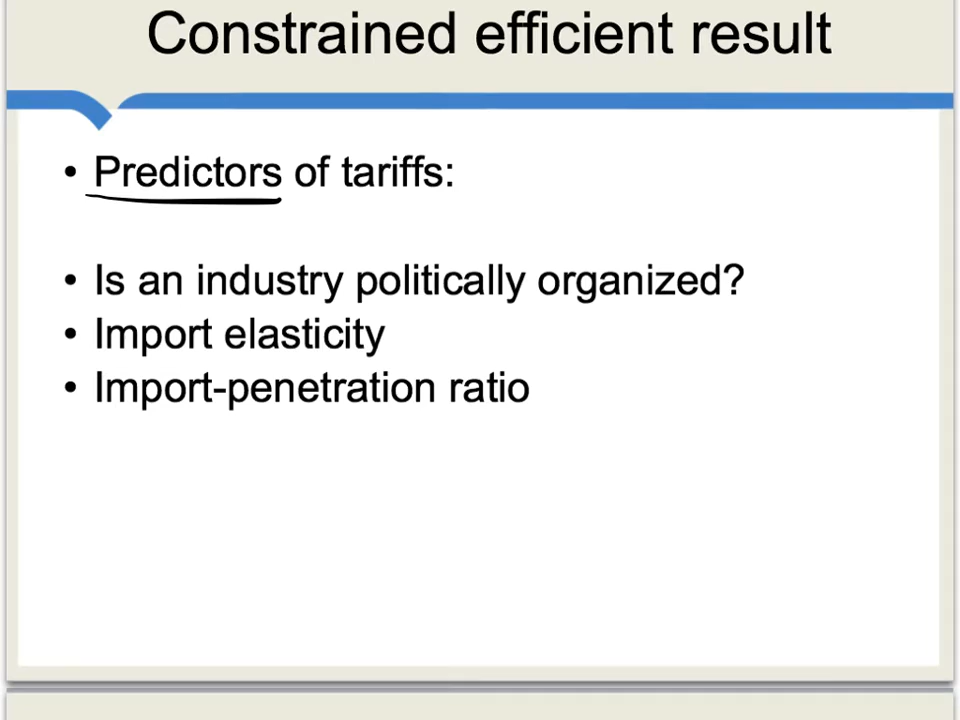 Constrained efficient result
• Predictors of tariffs:
• Is an industry politically organized?
• Import elasticity
• Import-penetration ratio